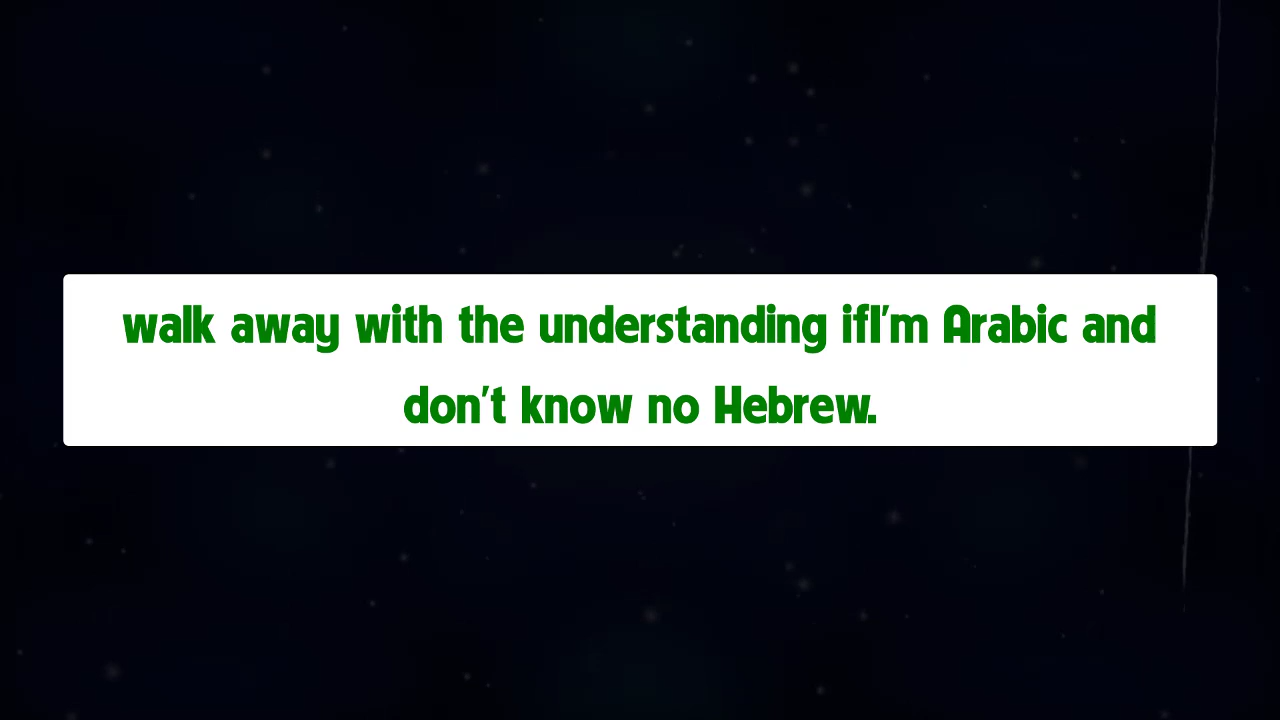 walk away with the understanding ifI'm Arabic and
don't know no Hebrew.